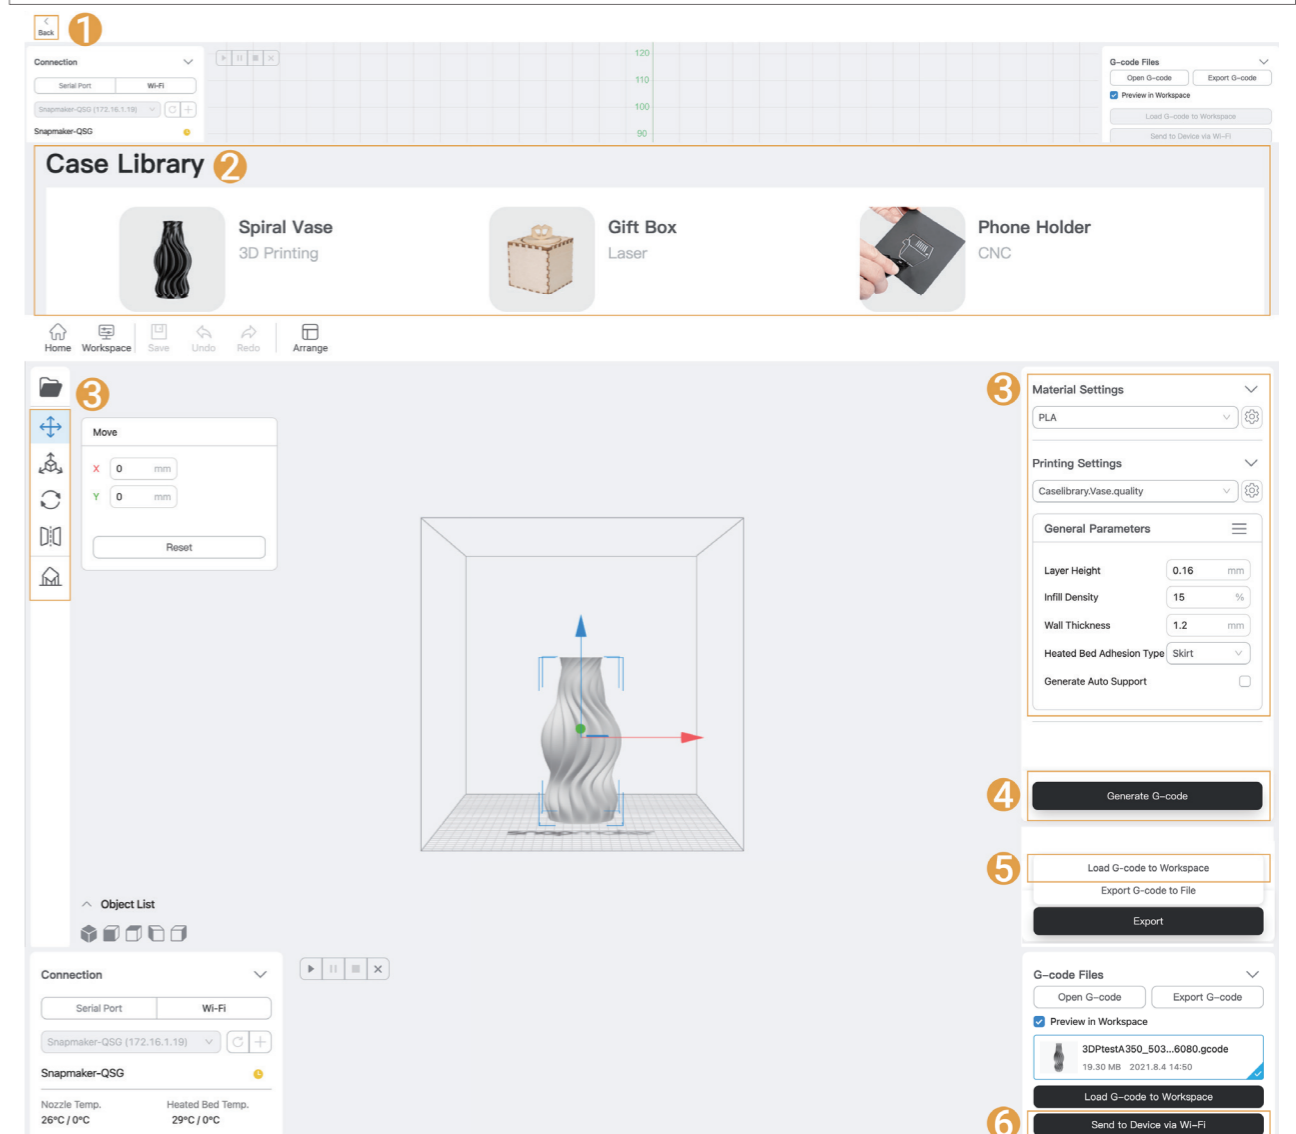 Back
1
Connection
Serial Port Wi-Fi
Snapmaker-QSG (172.16.1.19)
Snapmaker-QSG
120
110
100
90
G-code Files
Open G-code Export G-code
Preview in Workspace
Load G-code to Workspace
Send to Device via Wi-Fi
Case Library 2
Spiral Vase
3D Printing
Gift Box
Laser
Phone Holder
CNC
Home Workspace Save Undo Redo Arrange
3
Move
X 0 mm
Y 0 mm
Reset
snapmaker
3
Material Settings
PLA
Printing Settings
Caselibrary.Vase.quality
General Parameters
Layer Height 0.16 mm
Infill Density 15 %
Wall Thickness 1.2 mm
Heated Bed Adhesion Type Skirt
Generate Auto Support
4
Generate G-code
5
Load G-code to Workspace
Export G-code to File
Export
Object List
Connection
Serial Port Wi-Fi
Snapmaker-QSG (172.16.1.19)
Snapmaker-QSG
Nozzle Temp. Heated Bed Temp.
26°C / 0°C 29°C / 0°C
G-code Files
Open G-code Export G-code
Preview in Workspace
3DPtestA350_503...6080.gcode
19.30 MB 2021.8.4 14:50
Load G-code to Workspace
6
Send to Device via Wi-Fi